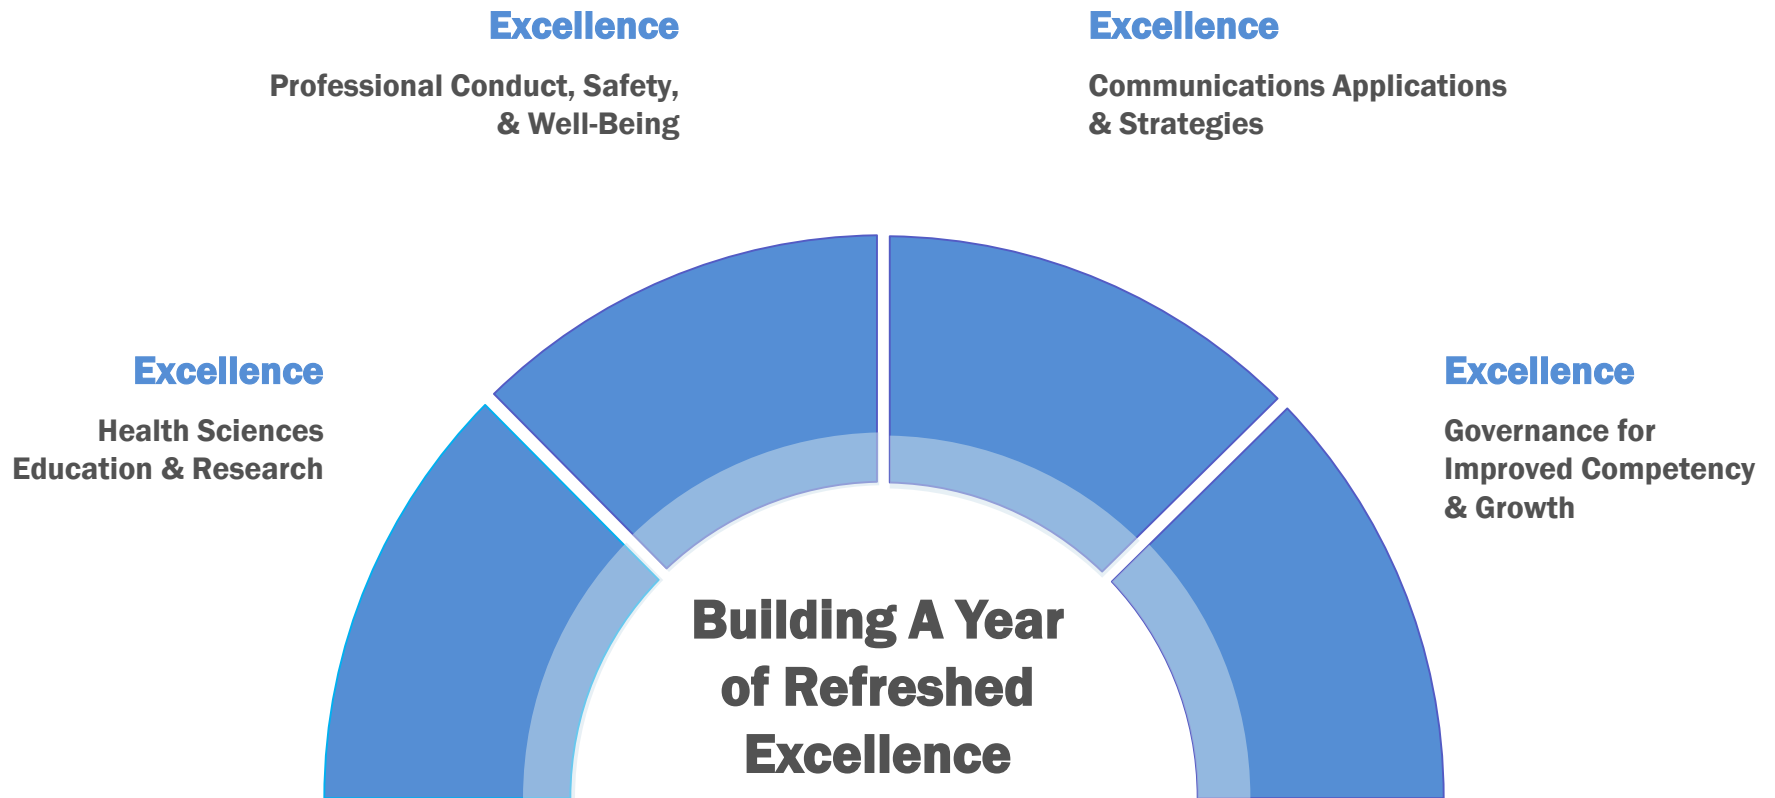 Excellence
Professional Conduct, Safety,
& Well-Being
Excellence
Communications Applications
& Strategies
Excellence
Health Sciences
Education & Research
Excellence
Governance for
Improved Competency
& Growth
Building A Year
of Refreshed
Excellence